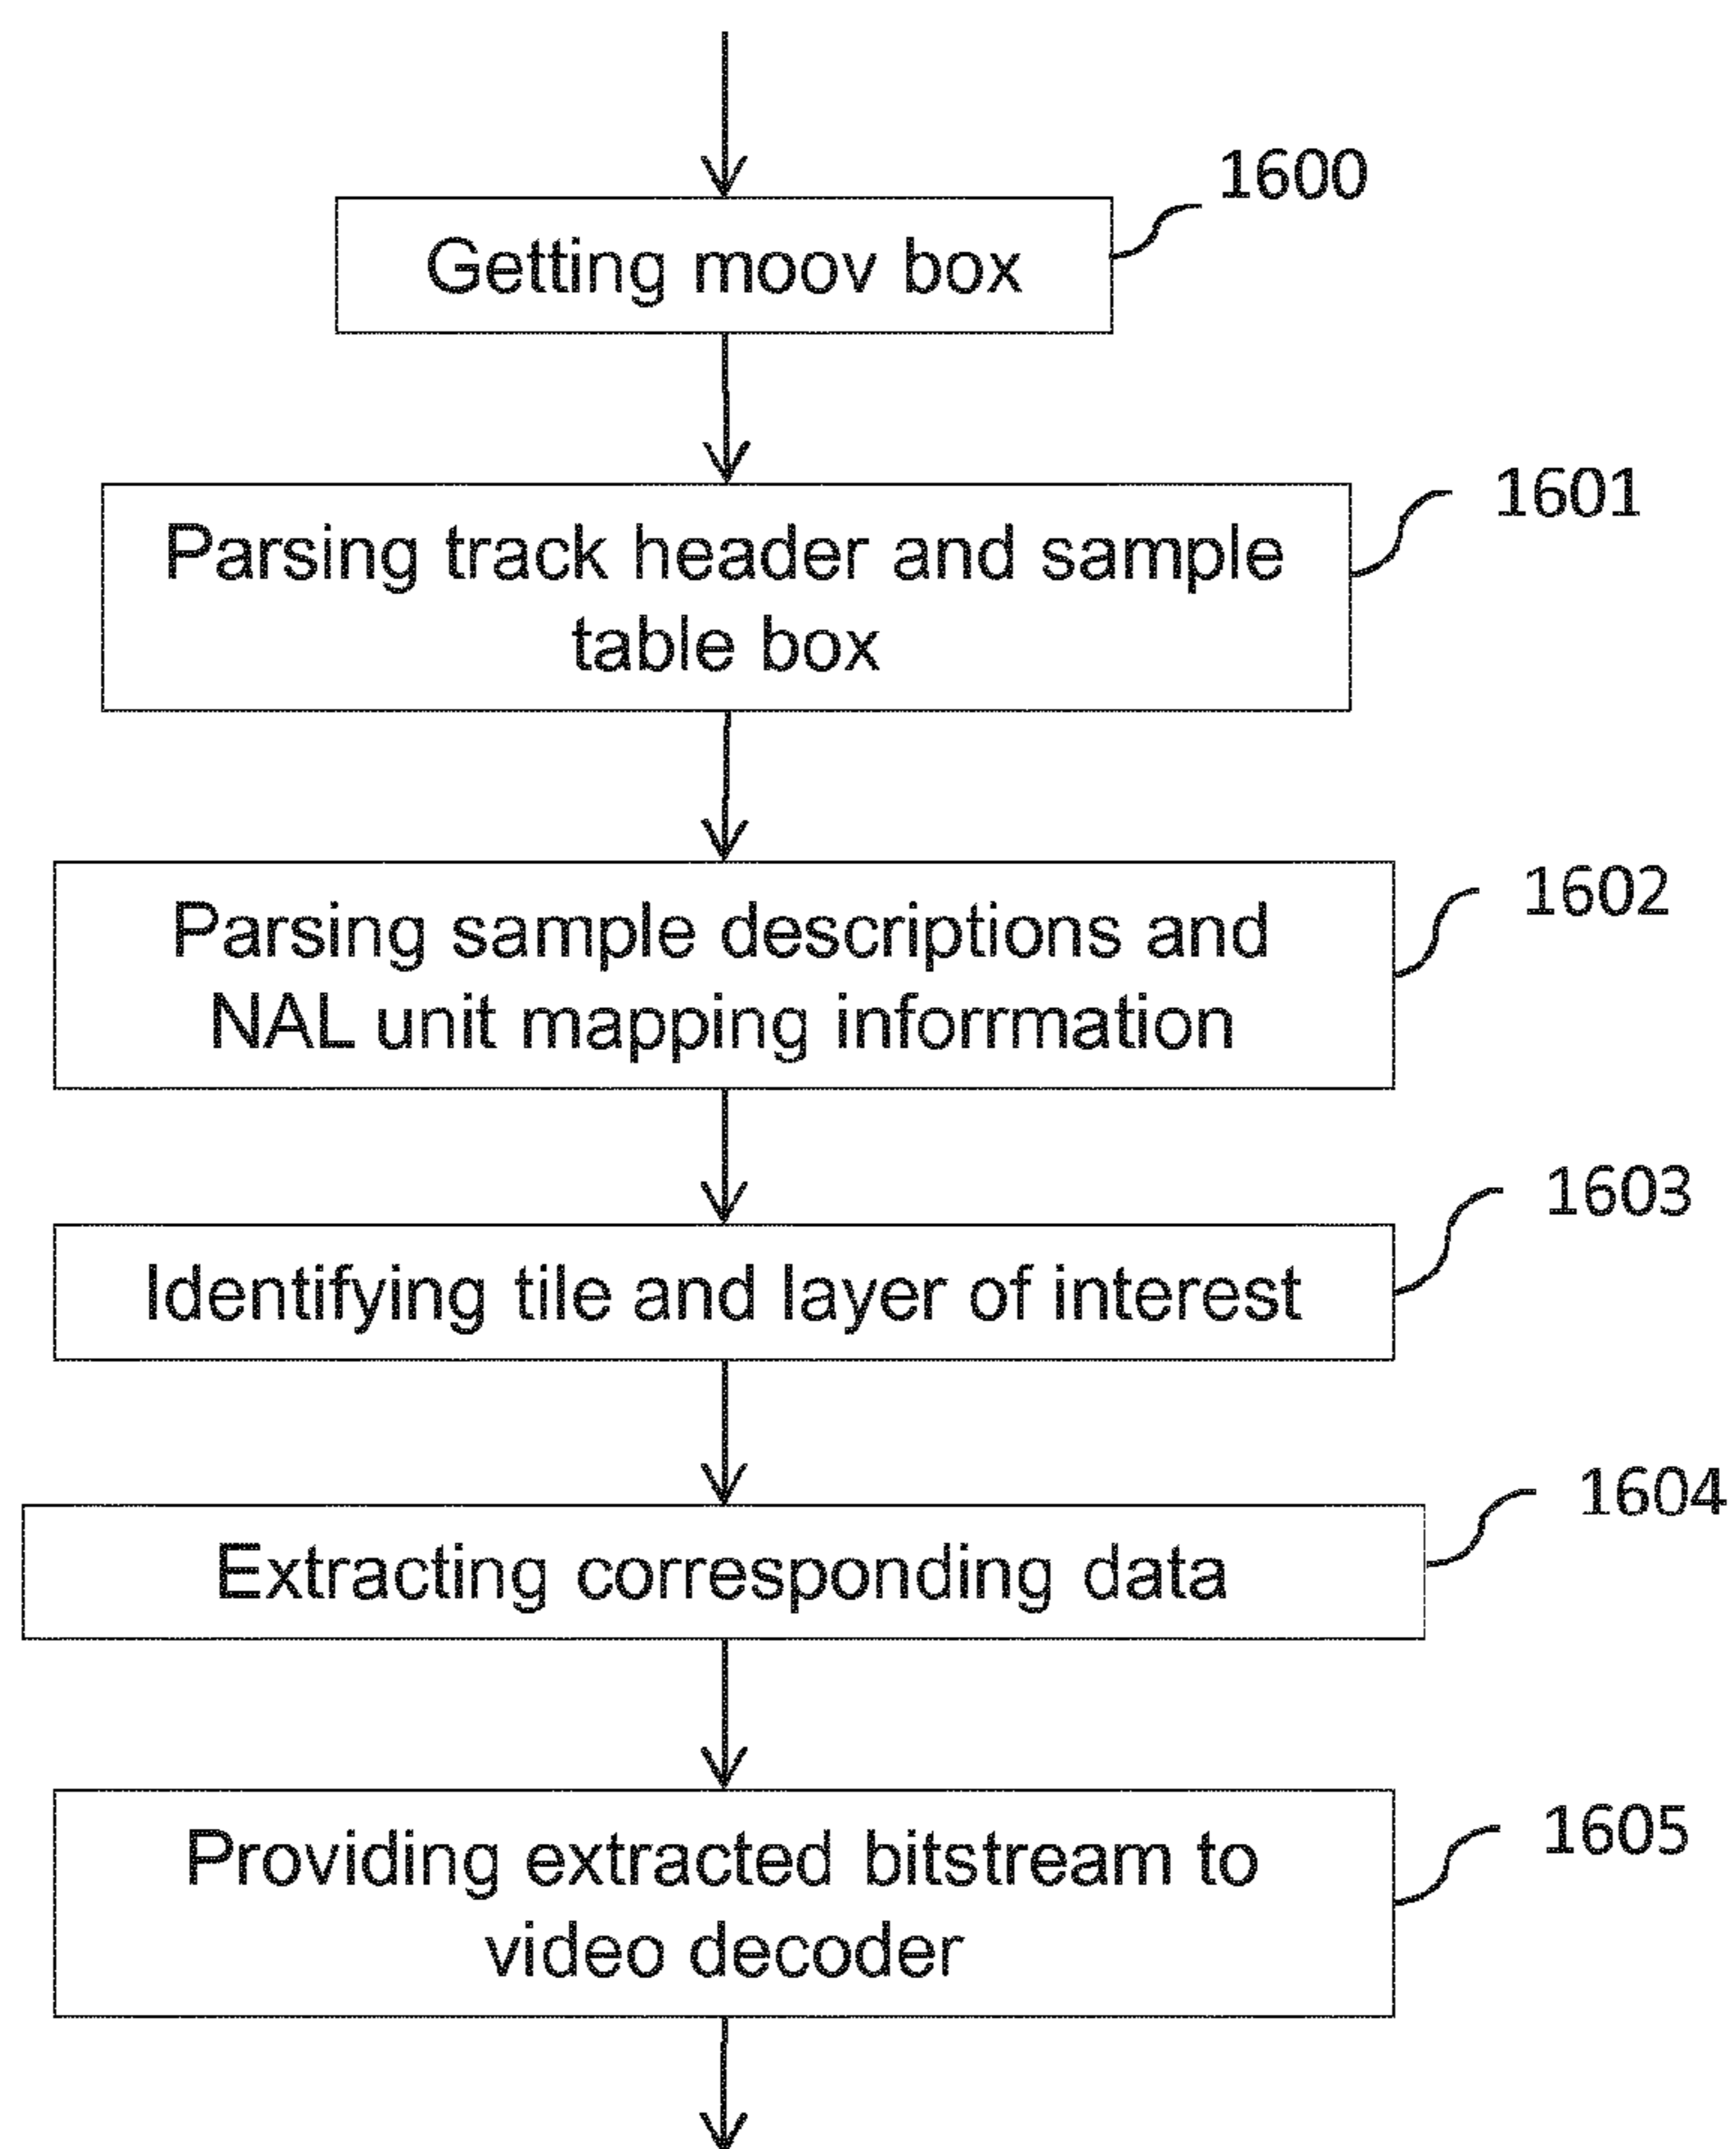 1600
Getting moov box
1601
Parsing track header and sample
table box
1602
Parsing sample descriptions and
NAL unit mapping inforrmation
1603
Identifying tile and layer of interest
1604
Extracting corresponding data
1605
Providing extracted bitstream to
video decoder